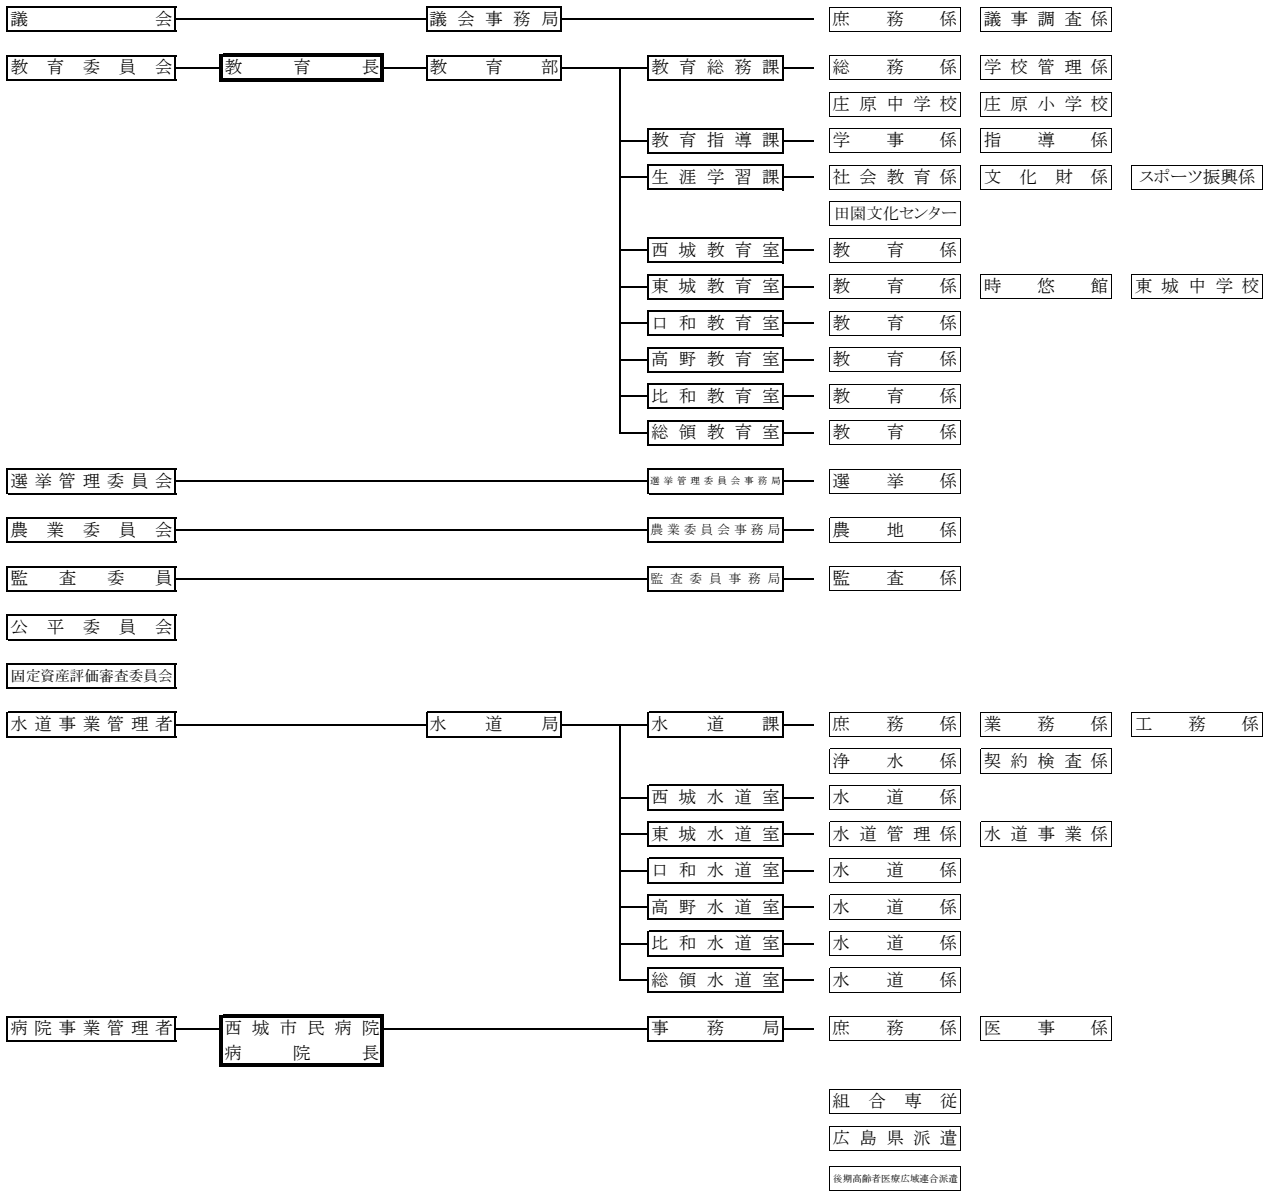 議会 議会事務局 庶務係 議事調査係
教育委員会 教育長 教育部 教育総務課 総務係 学校管理係
庄原中学校 庄原小学校
教育指導課 学事係 指導係
生涯学習課 社会教育係 文化財係 スポーツ振興係
田園文化センター
西城教育室 教育係
東城教育室 教育係 時悠館 東城中学校
口和教育室 教育係
高野教育室 教育係
比和教育室 教育係
総領教育室 教育係
選挙管理委員会 選挙管理委員会事務局 選挙係
農業委員会 農業委員会事務局 農地係
監査委員 監査委員事務局 監査係
公平委員会
固定資産評価審査委員会
水道事業管理者 水道局 水道課 庶務係 業務係 工務係
浄水係 契約検査係
西城水道室 水道係
東城水道室 水道管理係 水道事業係
口和水道室 水道係
高野水道室 水道係
比和水道室 水道係
総領水道室 水道係
病院事業管理者 西城市民病院 事務局 庶務係 医事係
病院長
組合専従
広島県派遣
後期高齢者医療広域連合派遣